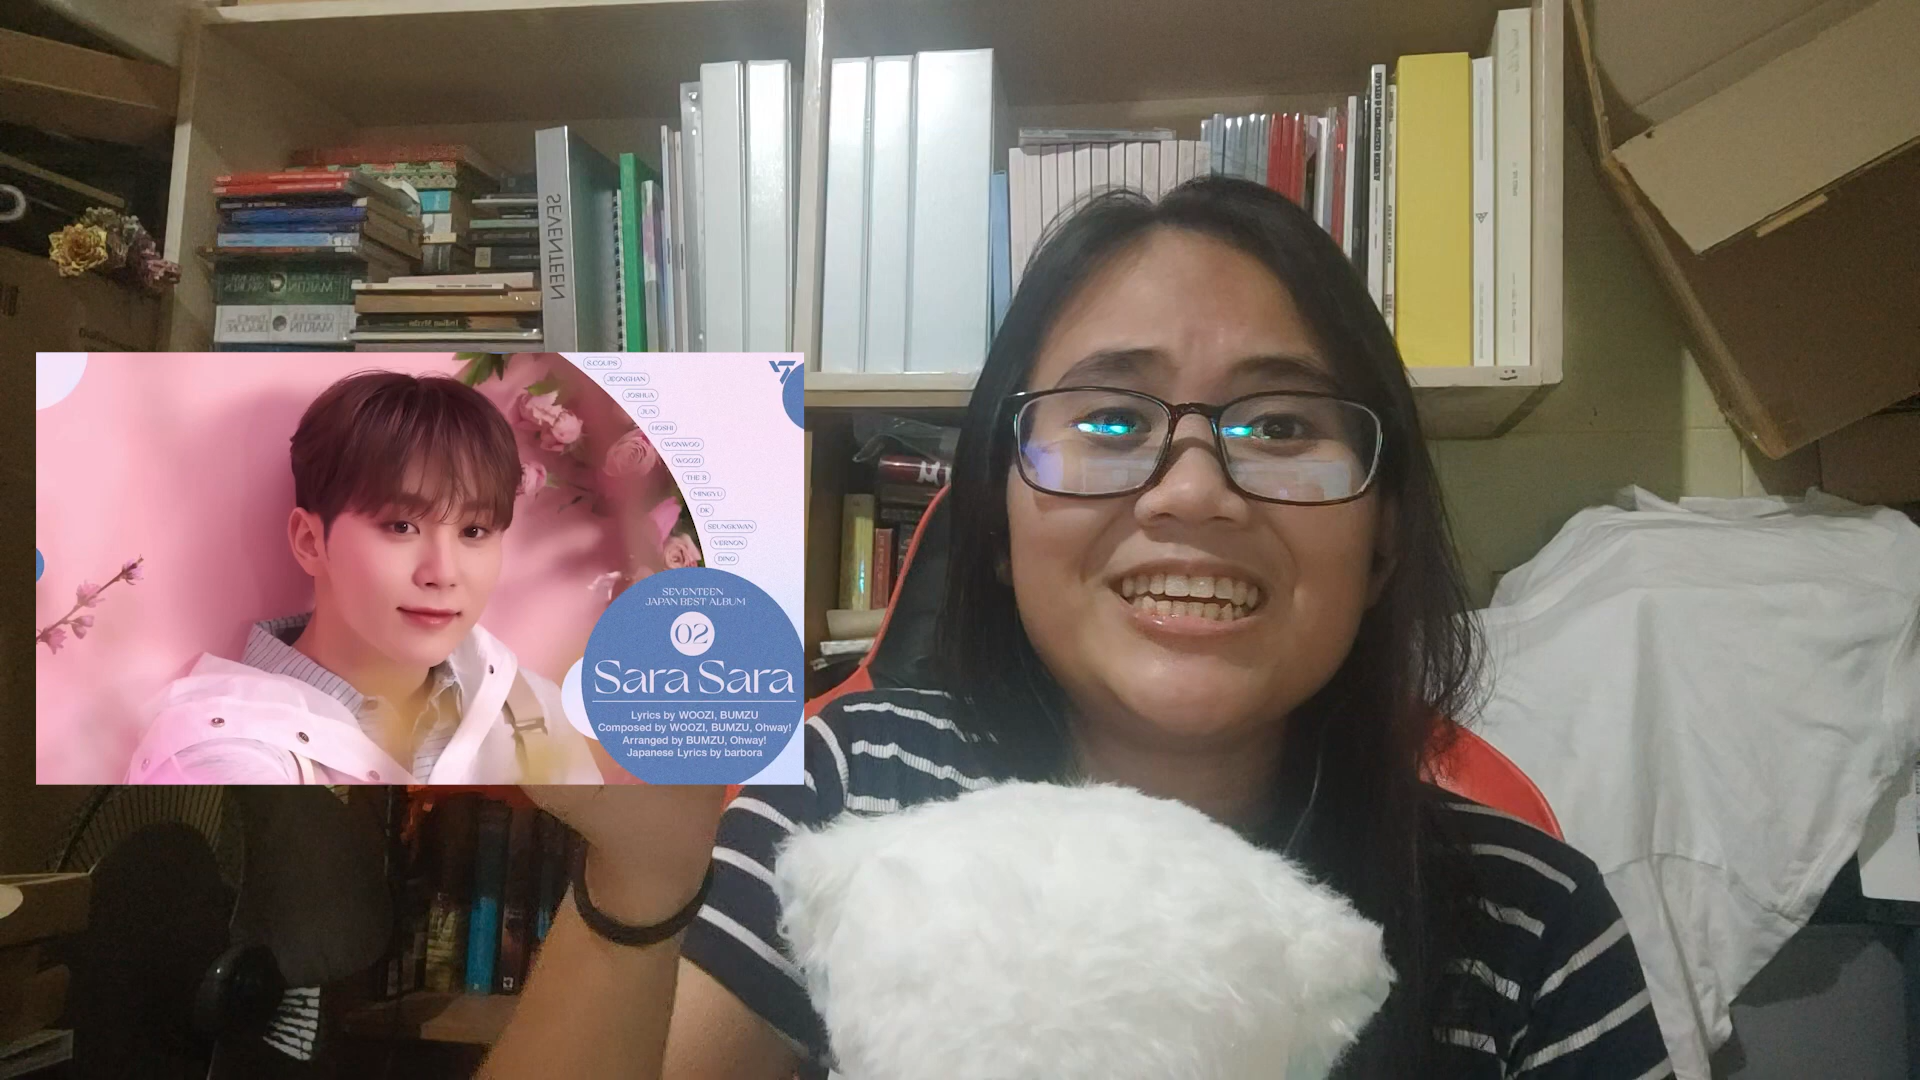 SEVENTEEN
S.COUPS
JEONGHAN
JOSHUA
JUN
HOSHI
WONWOO
WOOZI
THE 8
MINGYU
DK
SEUNGKWAN
VERNON
DINO
SEVENTEEN
JAPAN BEST ALBUM
02
Sara Sara
Lyrics by WOOZI, BUMZU
Composed by WOOZI, BUMZU, Ohway!
Arranged by BUMZU, Ohway!
Japanese Lyrics by barbora